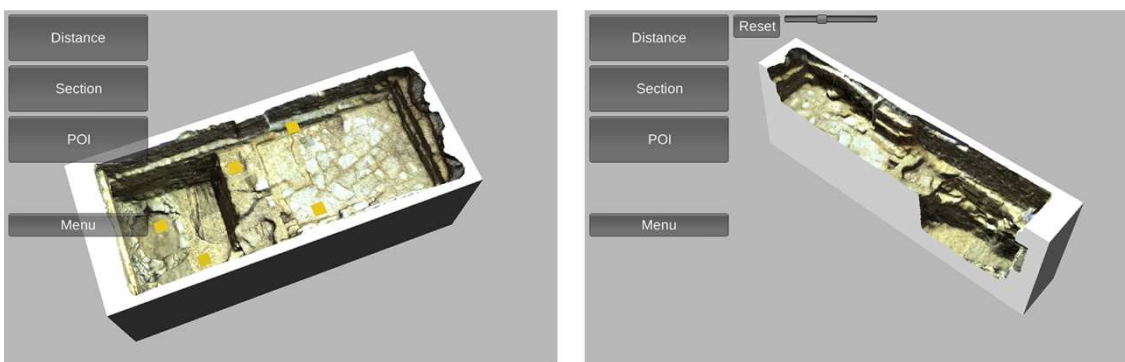 Distance
Section
POI
Menu
Reset
Distance
Section
POI
Menu